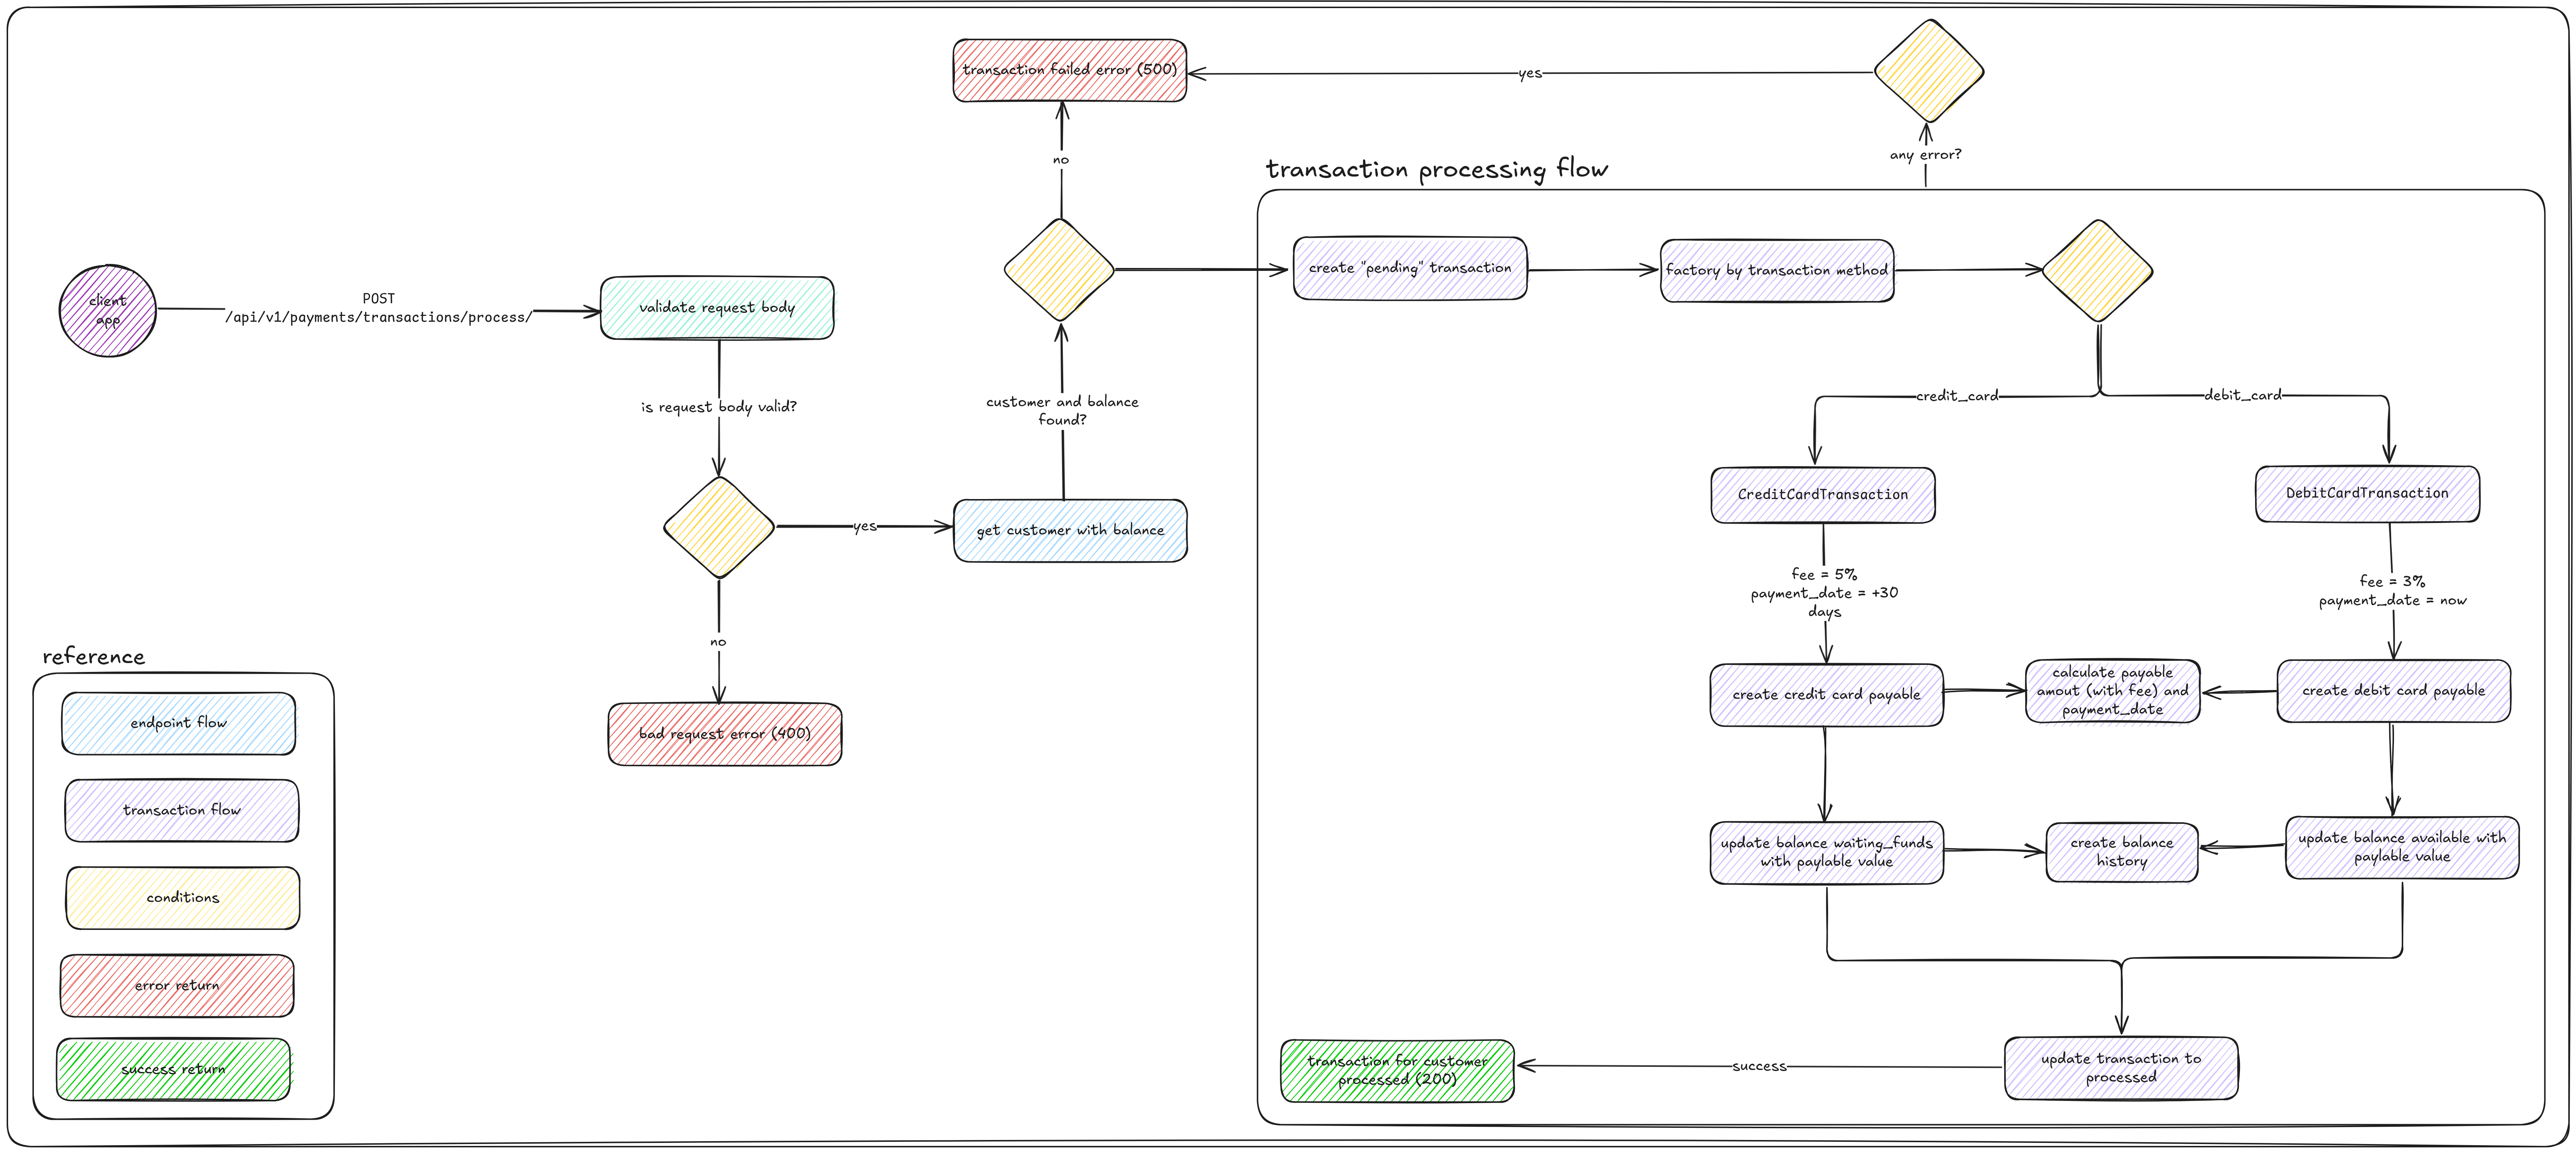 transaction failed error (500)
yes
any error?
no
transaction processing flow
client
app
POST
/api/v1/payments/transactions/process/
validate request body
create "pending" transaction
factory by transaction method
is request body valid?
customer and balance
found?
credit_card
debit_card
yes
get customer with balance
CreditCardTransaction
DebitCardTransaction
no
fee = 5%
payment_date = +30
days
fee = 3%
payment_date = now
bad request error (400)
create credit card payable
calculate payable
amout (with fee) and
payment_date
create debit card payable
update balance waiting_funds
with paylable value
create balance
history
update balance available with
paylable value
update transaction to
processed
success
transaction for customer
processed (200)
reference
endpoint flow
transaction flow
conditions
error return
success return